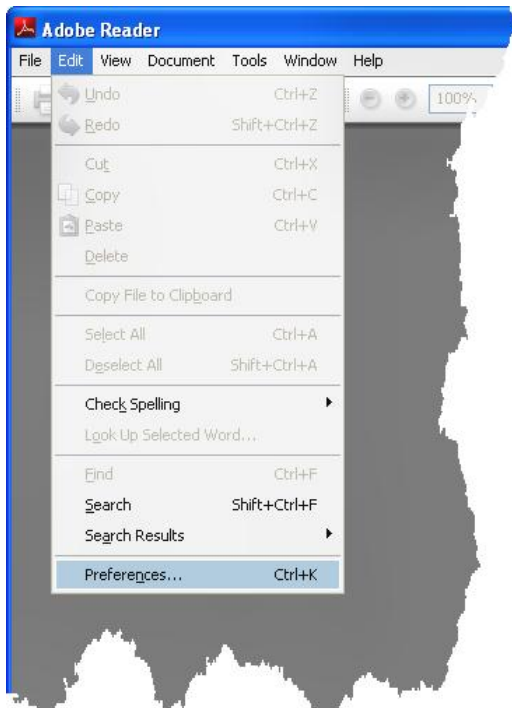 Adobe Reader
File Edit View Document Tools Window Help
100%
Undo Ctrl+Z
Redo Shift+Ctrl+Z
Cut Ctrl+X
Copy Ctrl+C
Paste Ctrl+V
Delete
Copy File to Clipboard
Select All Ctrl+A
Deselect All Shift+Ctrl+A
Check Spelling
Look Up Selected Word...
Find Ctrl+F
Search Shift+Ctrl+F
Search Results
Preferences... Ctrl+K